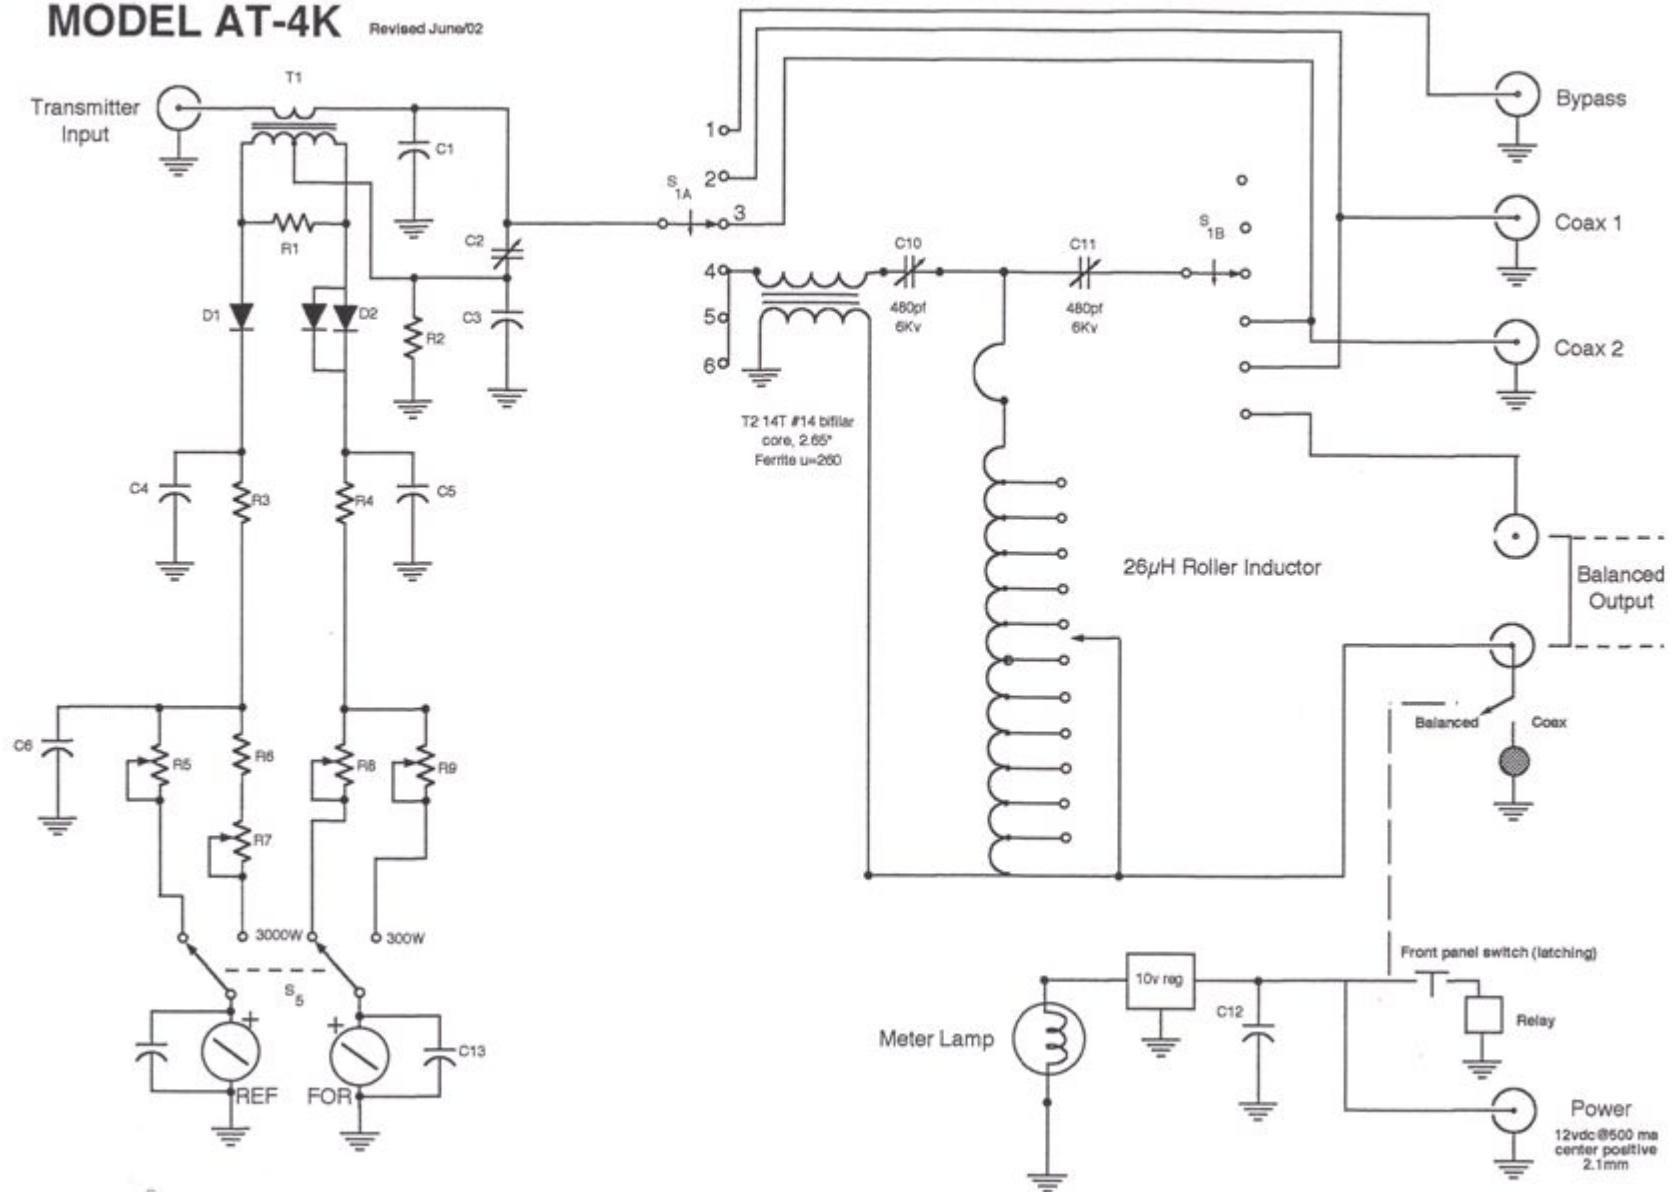 MODEL AT-4K Revised June/02
Transmitter
Input
T1
C1
R1
C2
D1
D2
R2
C3
C4
R3
R4
C5
C6
R5
R6
R7
R8
R9
3000W
300W
S5
+
+
REF
FOR
C13
S1A
1
2
3
4
5
6
C10
480pf
6Kv
C11
480pf
6Kv
S1B
T2 14T #14 bifilar
core, 2.65"
Ferrite u=260
26µH Roller Inductor
Bypass
Coax 1
Coax 2
Balanced
Output
Balanced
Coax
Front panel switch (latching)
10v reg
C12
Meter Lamp
Relay
Power
12vdc@500 ma
center positive
2.1mm